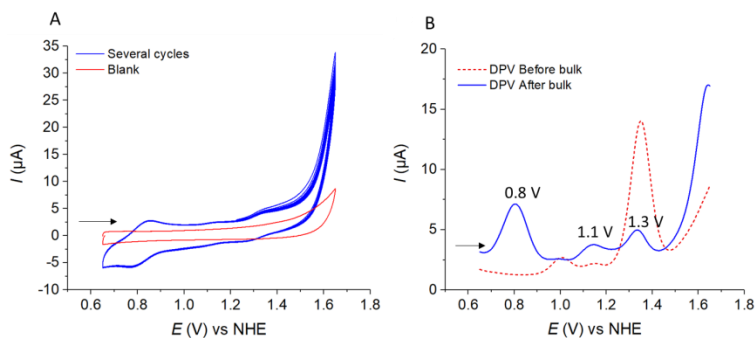 A
Several cycles
Blank
35
30
25
20
15
10
5
0
-5
-10
I (µA)
0.6 0.8 1.0 1.2 1.4 1.6 1.8
E (V) vs NHE
B
DPV Before bulk
DPV After bulk
20
15
10
5
0
I (µA)
0.8 V
1.1 V
1.3 V
0.6 0.8 1.0 1.2 1.4 1.6 1.8
E (V) vs NHE